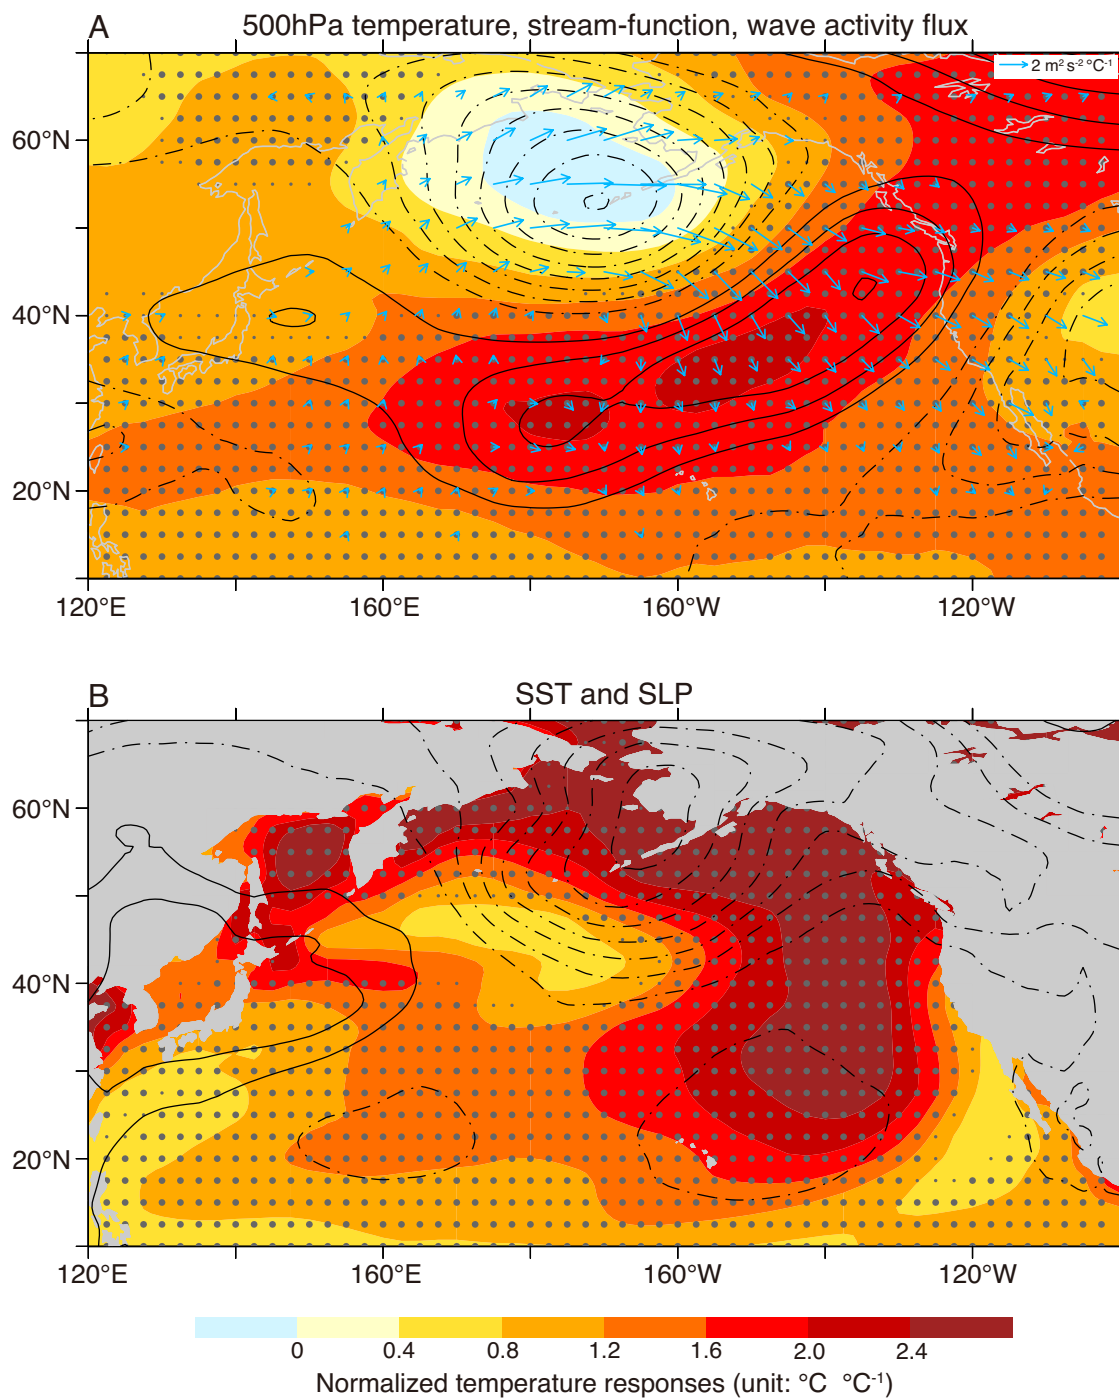 A 500hPa temperature, stream-function, wave activity flux
2 m² s⁻² °C⁻¹
60°N
40°N
20°N
120°E 160°E 160°W 120°W
B SST and SLP
60°N
40°N
20°N
120°E 160°E 160°W 120°W
0 0.4 0.8 1.2 1.6 2.0 2.4
Normalized temperature responses (unit: °C °C⁻¹)